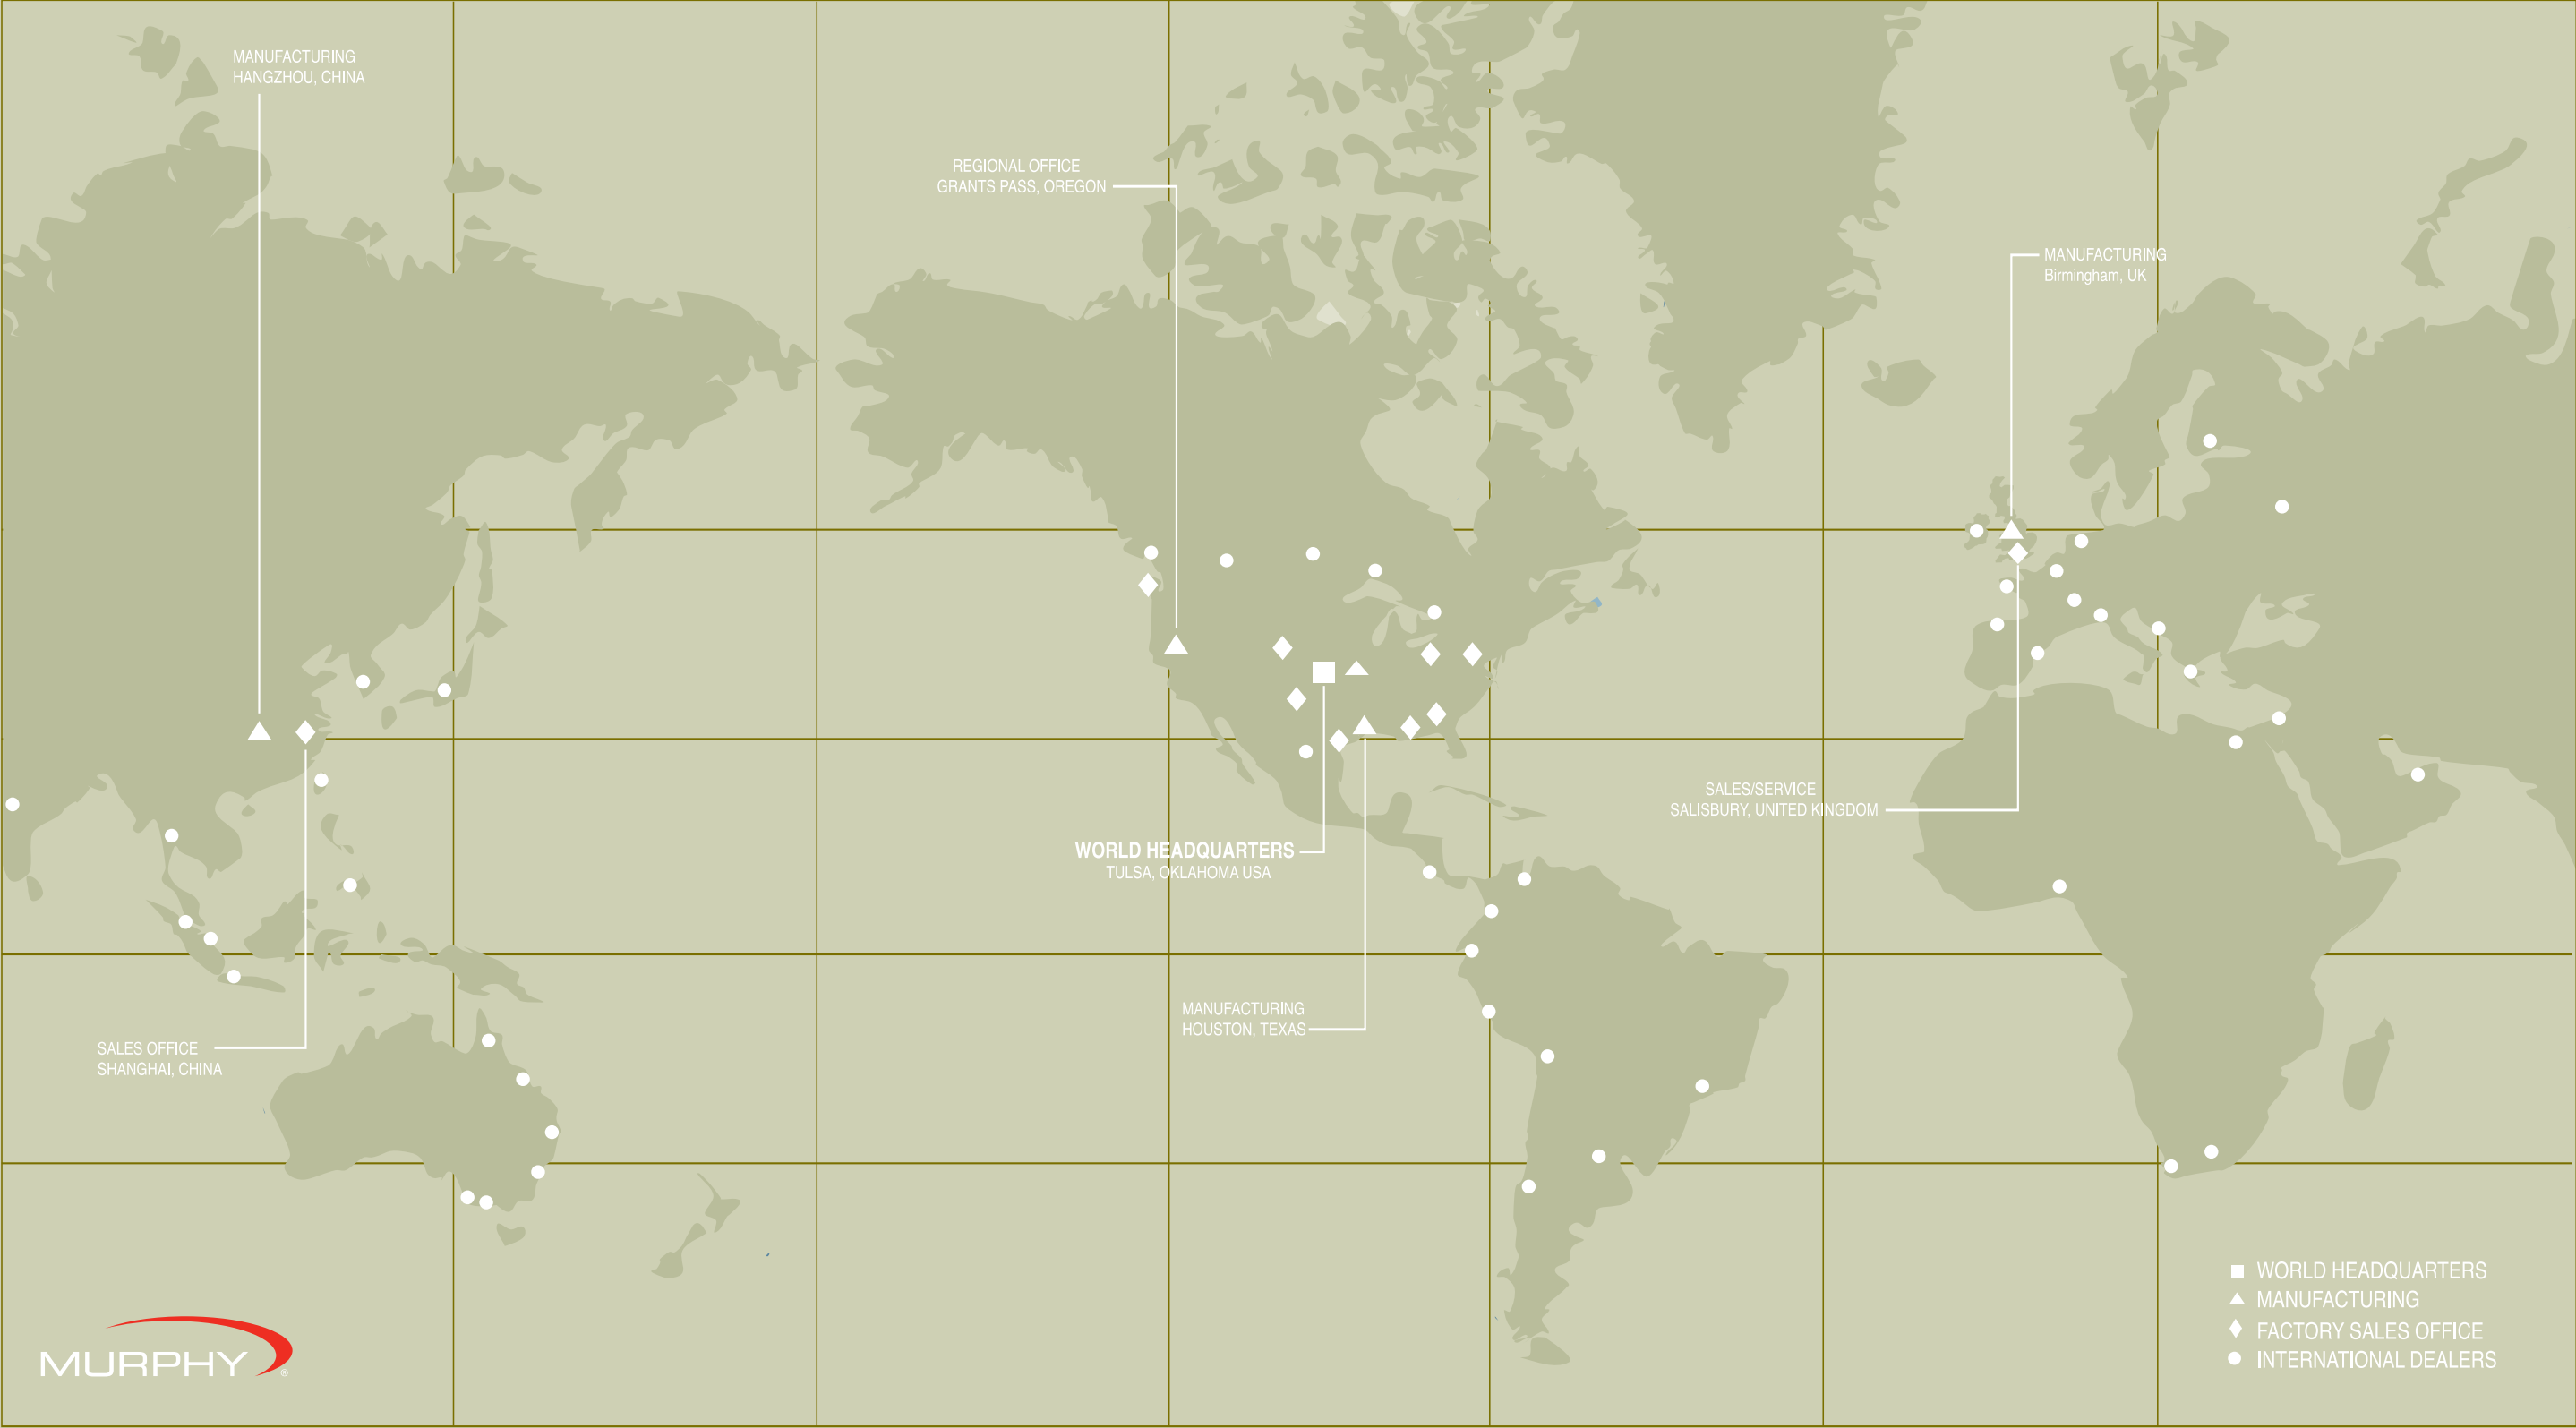 MANUFACTURING
HANGZHOU, CHINA
REGIONAL OFFICE
GRANTS PASS, OREGON
MANUFACTURING
Birmingham, UK
SALES/SERVICE
SALISBURY, UNITED KINGDOM
WORLD HEADQUARTERS
TULSA, OKLAHOMA USA
MANUFACTURING
HOUSTON, TEXAS
SALES OFFICE
SHANGHAI, CHINA
WORLD HEADQUARTERS
MANUFACTURING
FACTORY SALES OFFICE
INTERNATIONAL DEALERS
MURPHY®